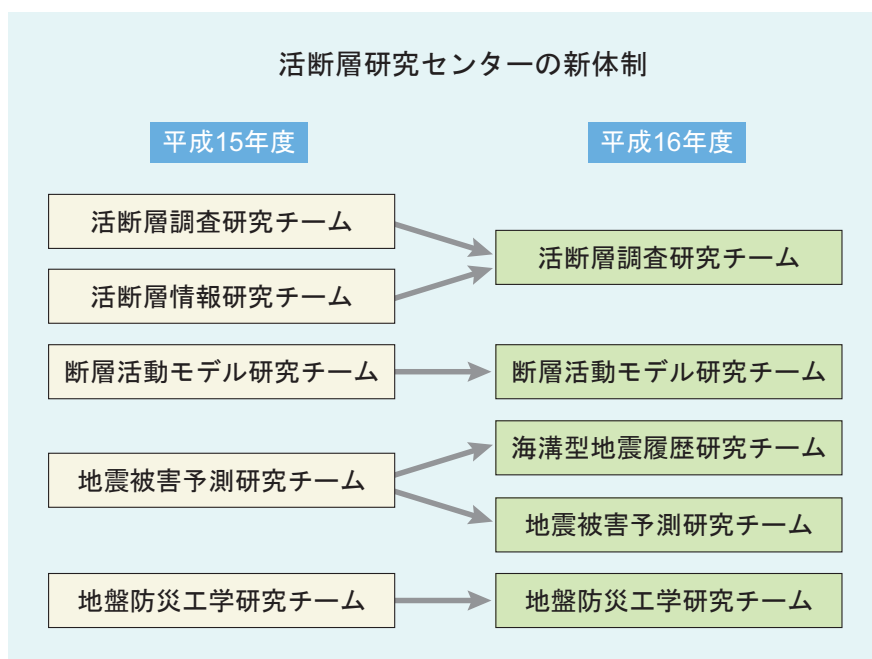 活断層研究センターの新体制
平成15年度
平成16年度
活断層調査研究チーム
活断層情報研究チーム
断層活動モデル研究チーム
地震被害予測研究チーム
地盤防災工学研究チーム
活断層調査研究チーム
断層活動モデル研究チーム
海溝型地震履歴研究チーム
地震被害予測研究チーム
地盤防災工学研究チーム